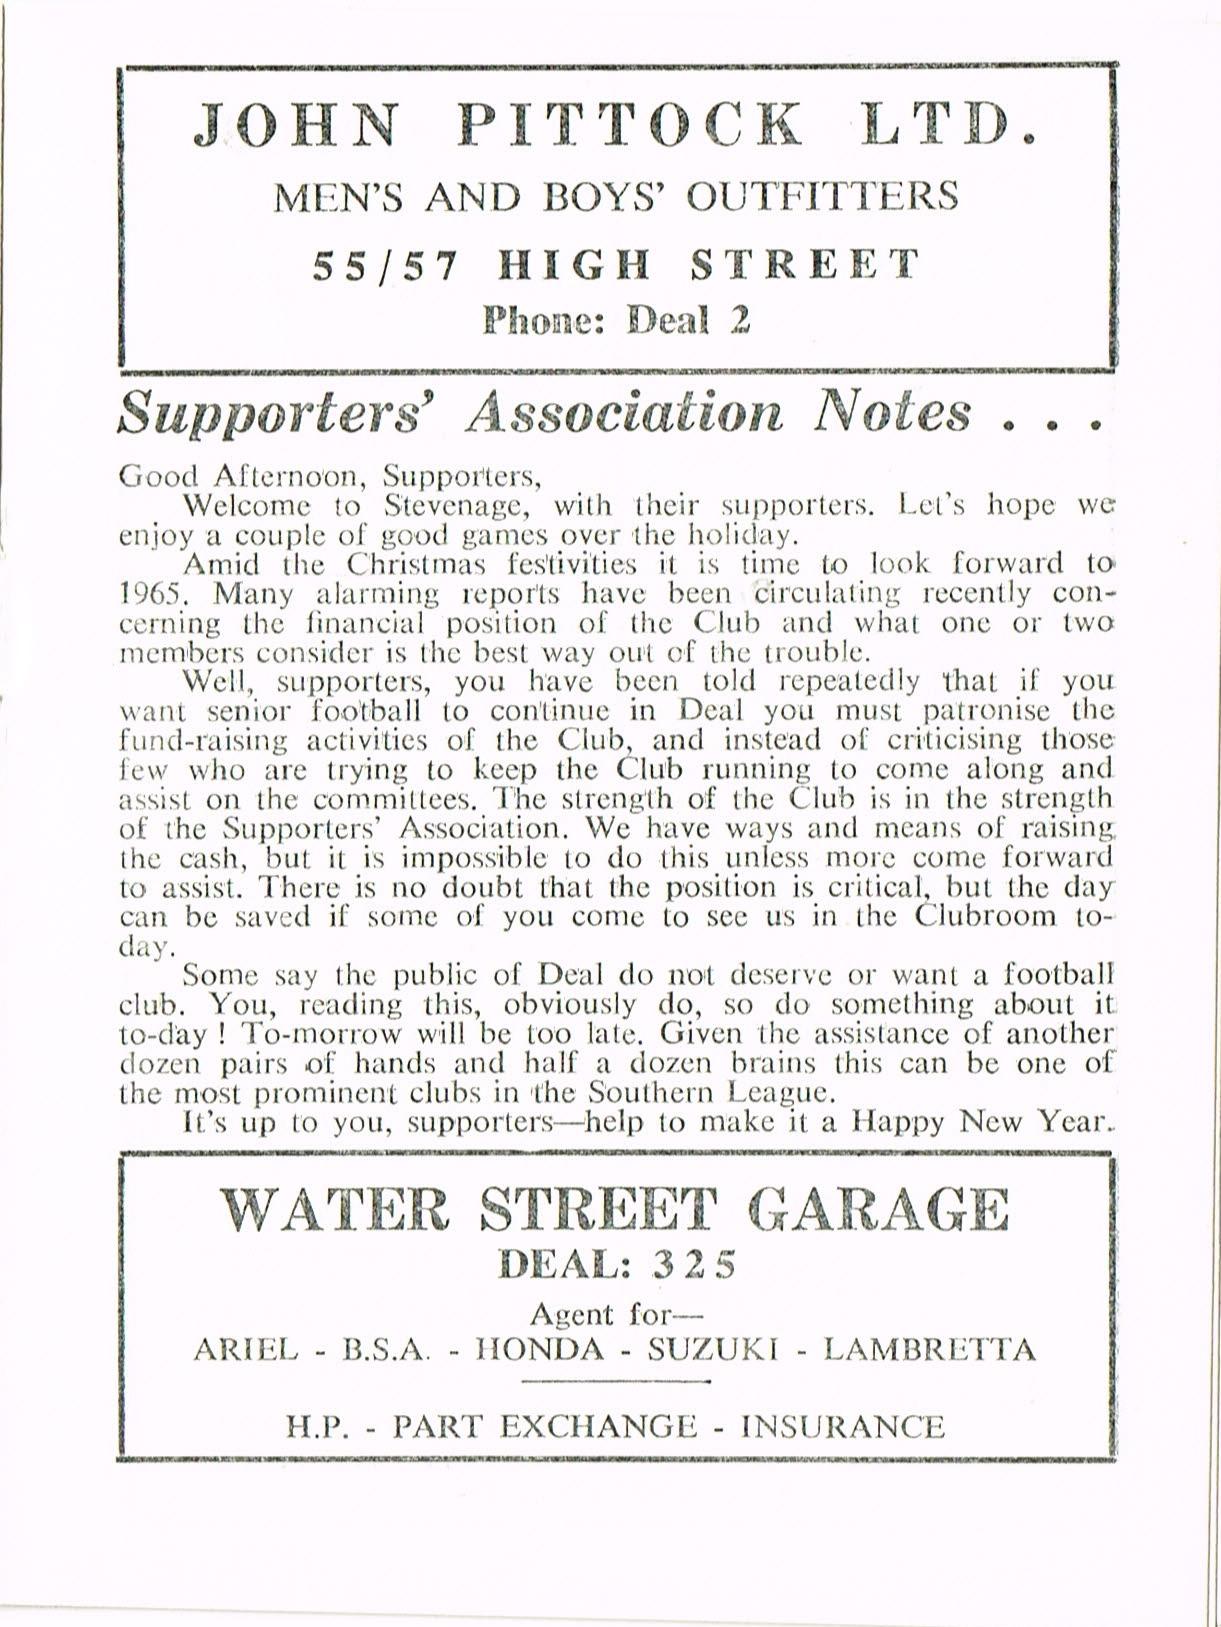 JOHN PITTOCK LTD.
MEN'S AND BOYS' OUTFITTERS
55/57 HIGH STREET
Phone: Deal 2
Supporters' Association Notes . . .
Good Afternoon, Supporters,
Welcome to Stevenage, with their supporters. Let's hope we
enjoy a couple of good games over the holiday.
Amid the Christmas festivities it is time to look forward to
1965. Many alarming reports have been circulating recently con-
cerning the financial position of the Club and what one or two
members consider is the best way out of the trouble.
Well, supporters, you have been told repeatedly that if you
want senior football to continue in Deal you must patronise the
fund-raising activities of the Club, and instead of criticising those
few who are trying to keep the Club running to come along and
assist on the committees. The strength of the Club is in the strength
of the Supporters' Association. We have ways and means of raising
the cash, but it is impossible to do this unless more come forward
to assist. There is no doubt that the position is critical, but the day
can be saved if some of you come to see us in the Clubroom to-
day.
Some say the public of Deal do not deserve or want a football
club. You, reading this, obviously do, so do something about it
to-day ! To-morrow will be too late. Given the assistance of another
dozen pairs of hands and half a dozen brains this can be one of
the most prominent clubs in the Southern League.
It's up to you, supporters—help to make it a Happy New Year.
WATER STREET GARAGE
DEAL: 325
Agent for—
ARIEL - B.S.A. - HONDA - SUZUKI - LAMBRETTA
H.P. - PART EXCHANGE - INSURANCE